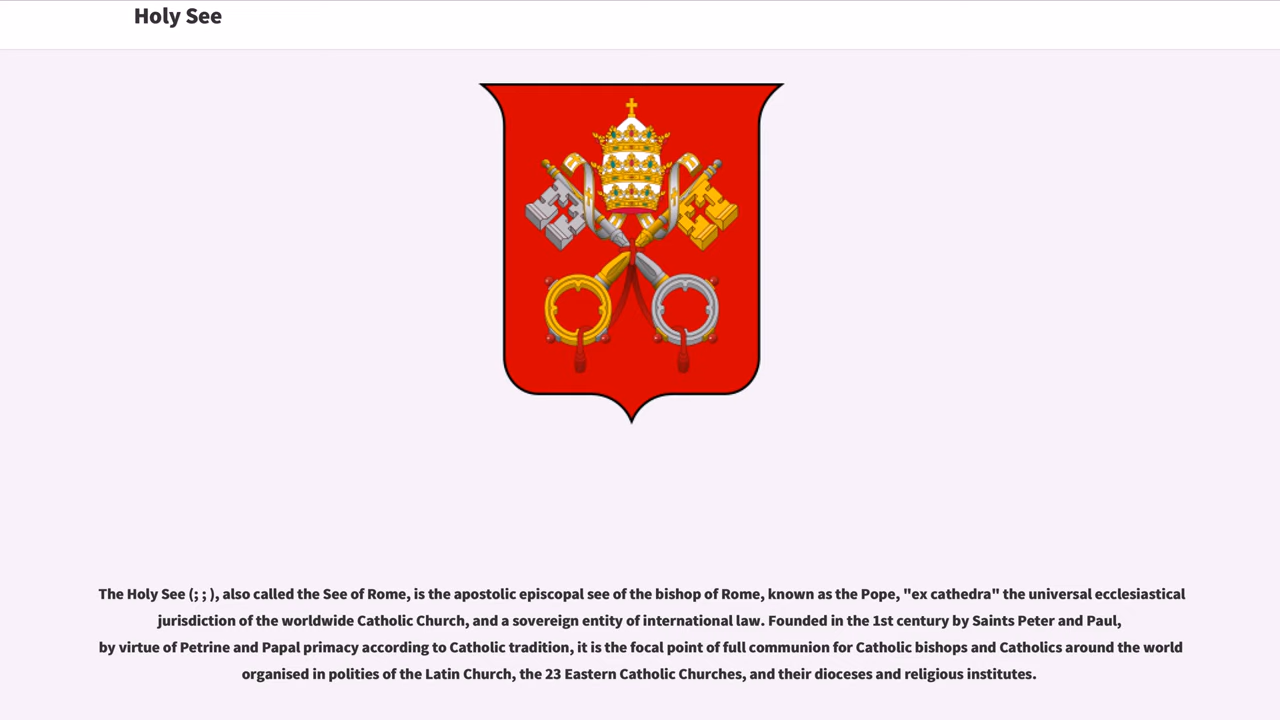 Holy See
The Holy See (; ; ), also called the See of Rome, is the apostolic episcopal see of the bishop of Rome, known as the Pope, "ex cathedra" the universal ecclesiastical
jurisdiction of the worldwide Catholic Church, and a sovereign entity of international law. Founded in the 1st century by Saints Peter and Paul,
by virtue of Petrine and Papal primacy according to Catholic tradition, it is the focal point of full communion for Catholic bishops and Catholics around the world
organised in polities of the Latin Church, the 23 Eastern Catholic Churches, and their dioceses and religious institutes.